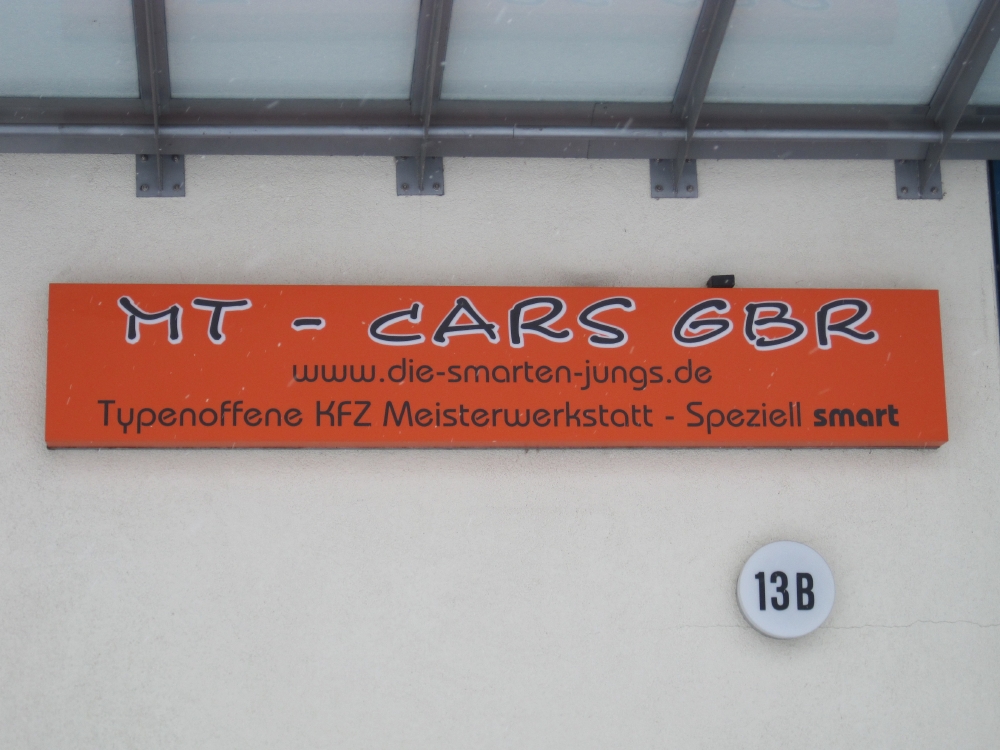 MT - CARS GBR
www.die-smarten-jungs.de
Typenoffene KFZ Meisterwerkstatt - Speziell smart
13B